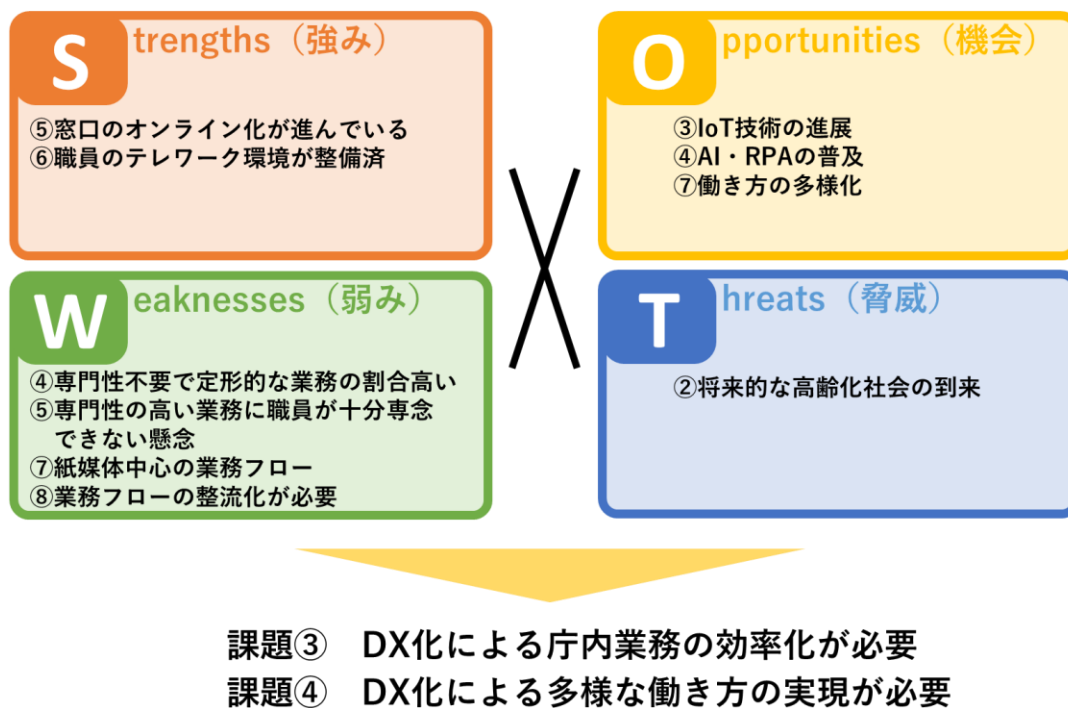 Strengths（強み）
⑤窓口のオンライン化が進んでいる
⑥職員のテレワーク環境が整備済
Opportunities（機会）
③IoT技術の進展
④AI・RPAの普及
⑦働き方の多様化
Weaknesses（弱み）
④専門性不要で定形的な業務の割合高い
⑤専門性の高い業務に職員が十分専念
できない懸念
⑦紙媒体中心の業務フロー
⑧業務フローの整流化が必要
Threats（脅威）
②将来的な高齢化社会の到来
課題③　DX化による庁内業務の効率化が必要
課題④　DX化による多様な働き方の実現が必要